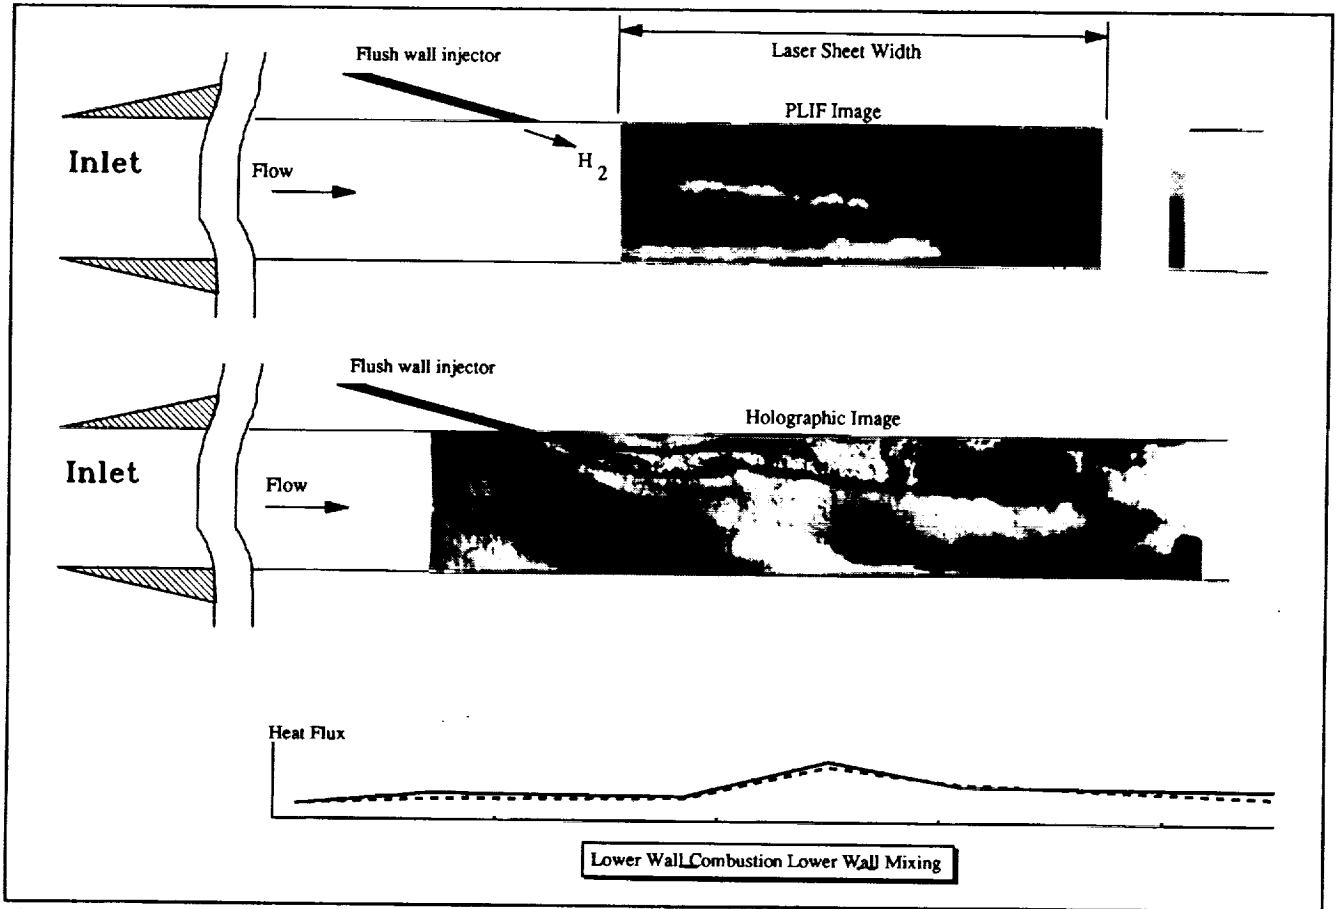 Flush wall injector
Laser Sheet Width
PLIF Image
Inlet
Flow
H2
Flush wall injector
Holographic Image
Inlet
Flow
Heat Flux
Lower Wall Combustion Lower Wall Mixing